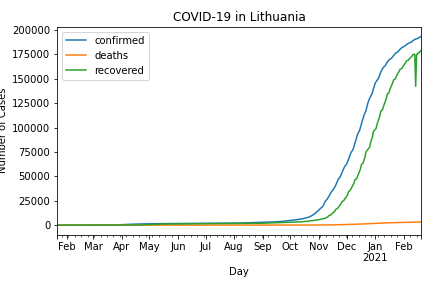 COVID-19 in Lithuania
confirmed
deaths
recovered
200000
175000
150000
125000
100000
75000
50000
25000
0
Number of Cases
Feb Mar Apr May Jun Jul Aug Sep Oct Nov Dec Jan Feb
2021
Day